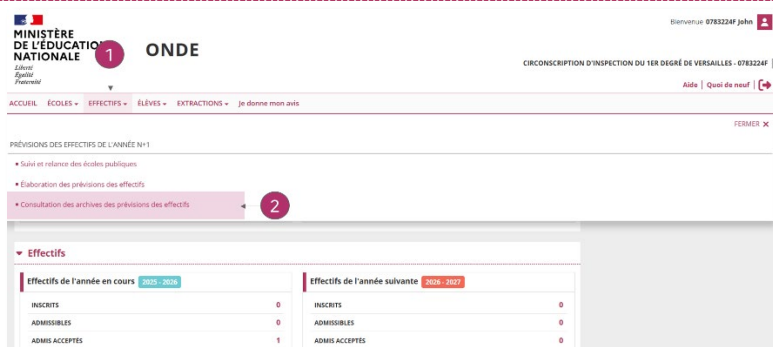 Bienvenue 0783224F John
MINISTÈRE
DE L'ÉDUCATION
NATIONALE
Liberté
Égalité
Fraternité
1
ONDE
CIRCONSCRIPTION D'INSPECTION DU 1ER DEGRÉ DE VERSAILLES - 0783224F
Aide | Quoi de neuf |
ACCUEIL ÉCOLES EFFECTIFS ÉLÈVES EXTRACTIONS Je donne mon avis
FERMER X
PRÉVISIONS DES EFFECTIFS DE L'ANNÉE N+1
Suivi et relance des écoles publiques
Élaboration des prévisions des effectifs
Consultation des archives des prévisions des effectifs
2
Effectifs
Effectifs de l'année en cours 2025 - 2026 Effectifs de l'année suivante 2026 - 2027
INSCRITS 0 INSCRITS 0
ADMISSIBLES 0 ADMISSIBLES 0
ADMIS ACCEPTÉS 1 ADMIS ACCEPTÉS 0